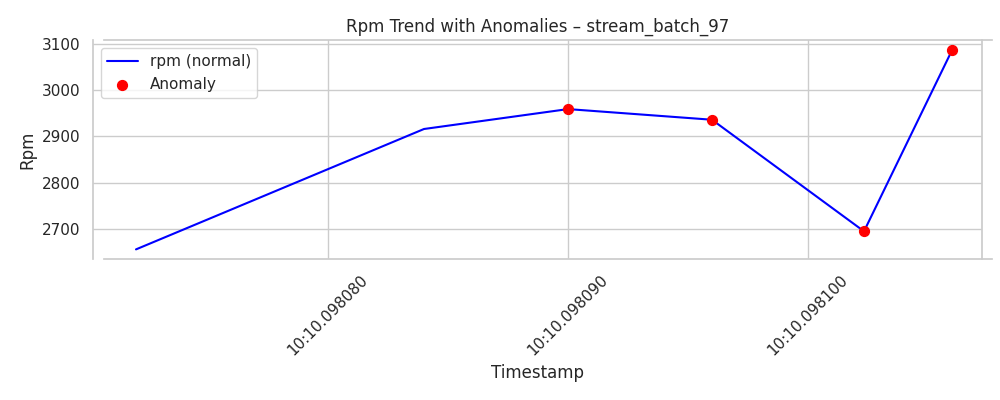 Rpm Trend with Anomalies – stream_batch_97
rpm (normal)
Anomaly
Rpm
3100
3000
2900
2800
2700
10:10.098080
10:10.098090
10:10.098100
Timestamp